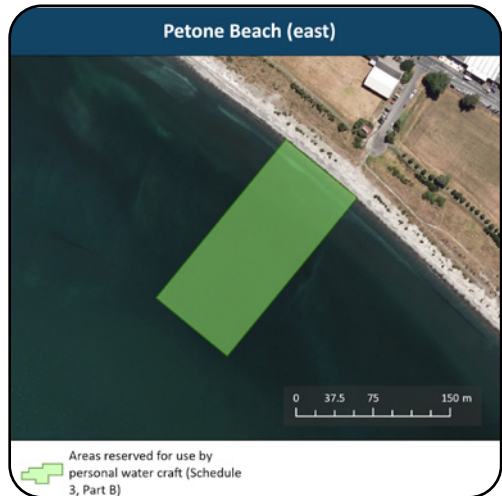 Petone Beach (east)
0 37.5 75 150 m
Areas reserved for use by
personal water craft (Schedule
3, Part B)